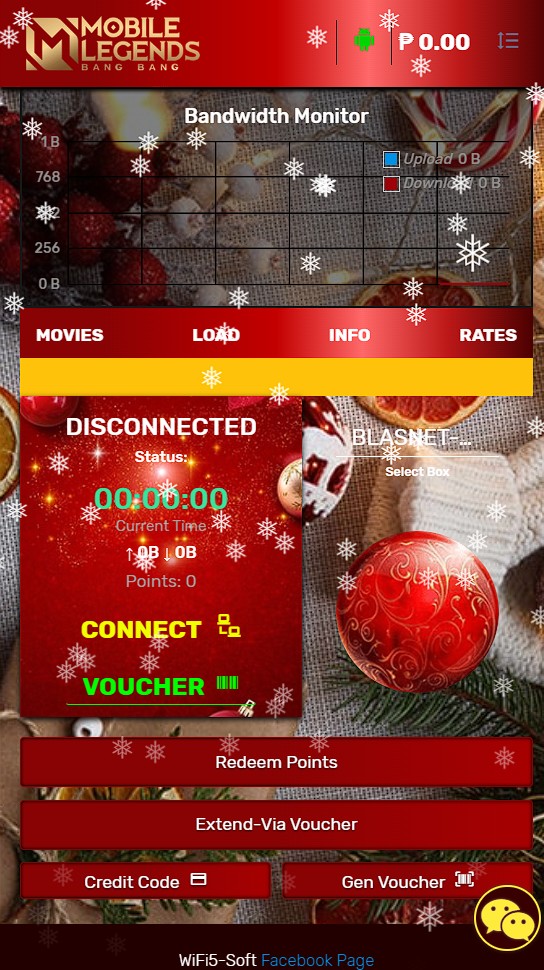 MOBILE
LEGENDS
BANG BANG
₱ 0.00
Bandwidth Monitor
1 B
768
256
0 B
Upload 0 B
Download 0 B
MOVIES LOAD INFO RATES
DISCONNECTED
Status:
00:00:00
Current Time
↑ 0B ↓ 0B
Points: 0
CONNECT
VOUCHER
BLASNET-...
Select Box
Redeem Points
Extend-Via Voucher
Credit Code
Gen Voucher
WiFi5-Soft Facebook Page